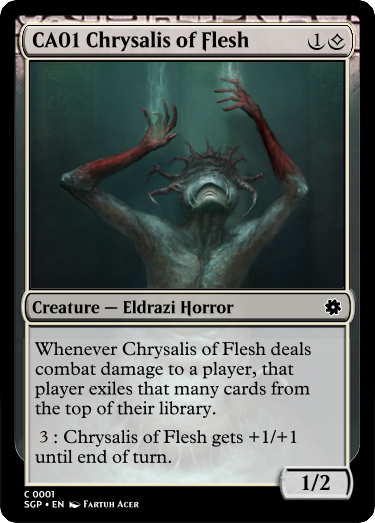 CA01 Chrysalis of Flesh 1
Creature — Eldrazi Horror
Whenever Chrysalis of Flesh deals
combat damage to a player, that
player exiles that many cards from
the top of their library.
3 : Chrysalis of Flesh gets +1/+1
until end of turn.
1/2
C 0001
SGP • EN Fartuh Acer